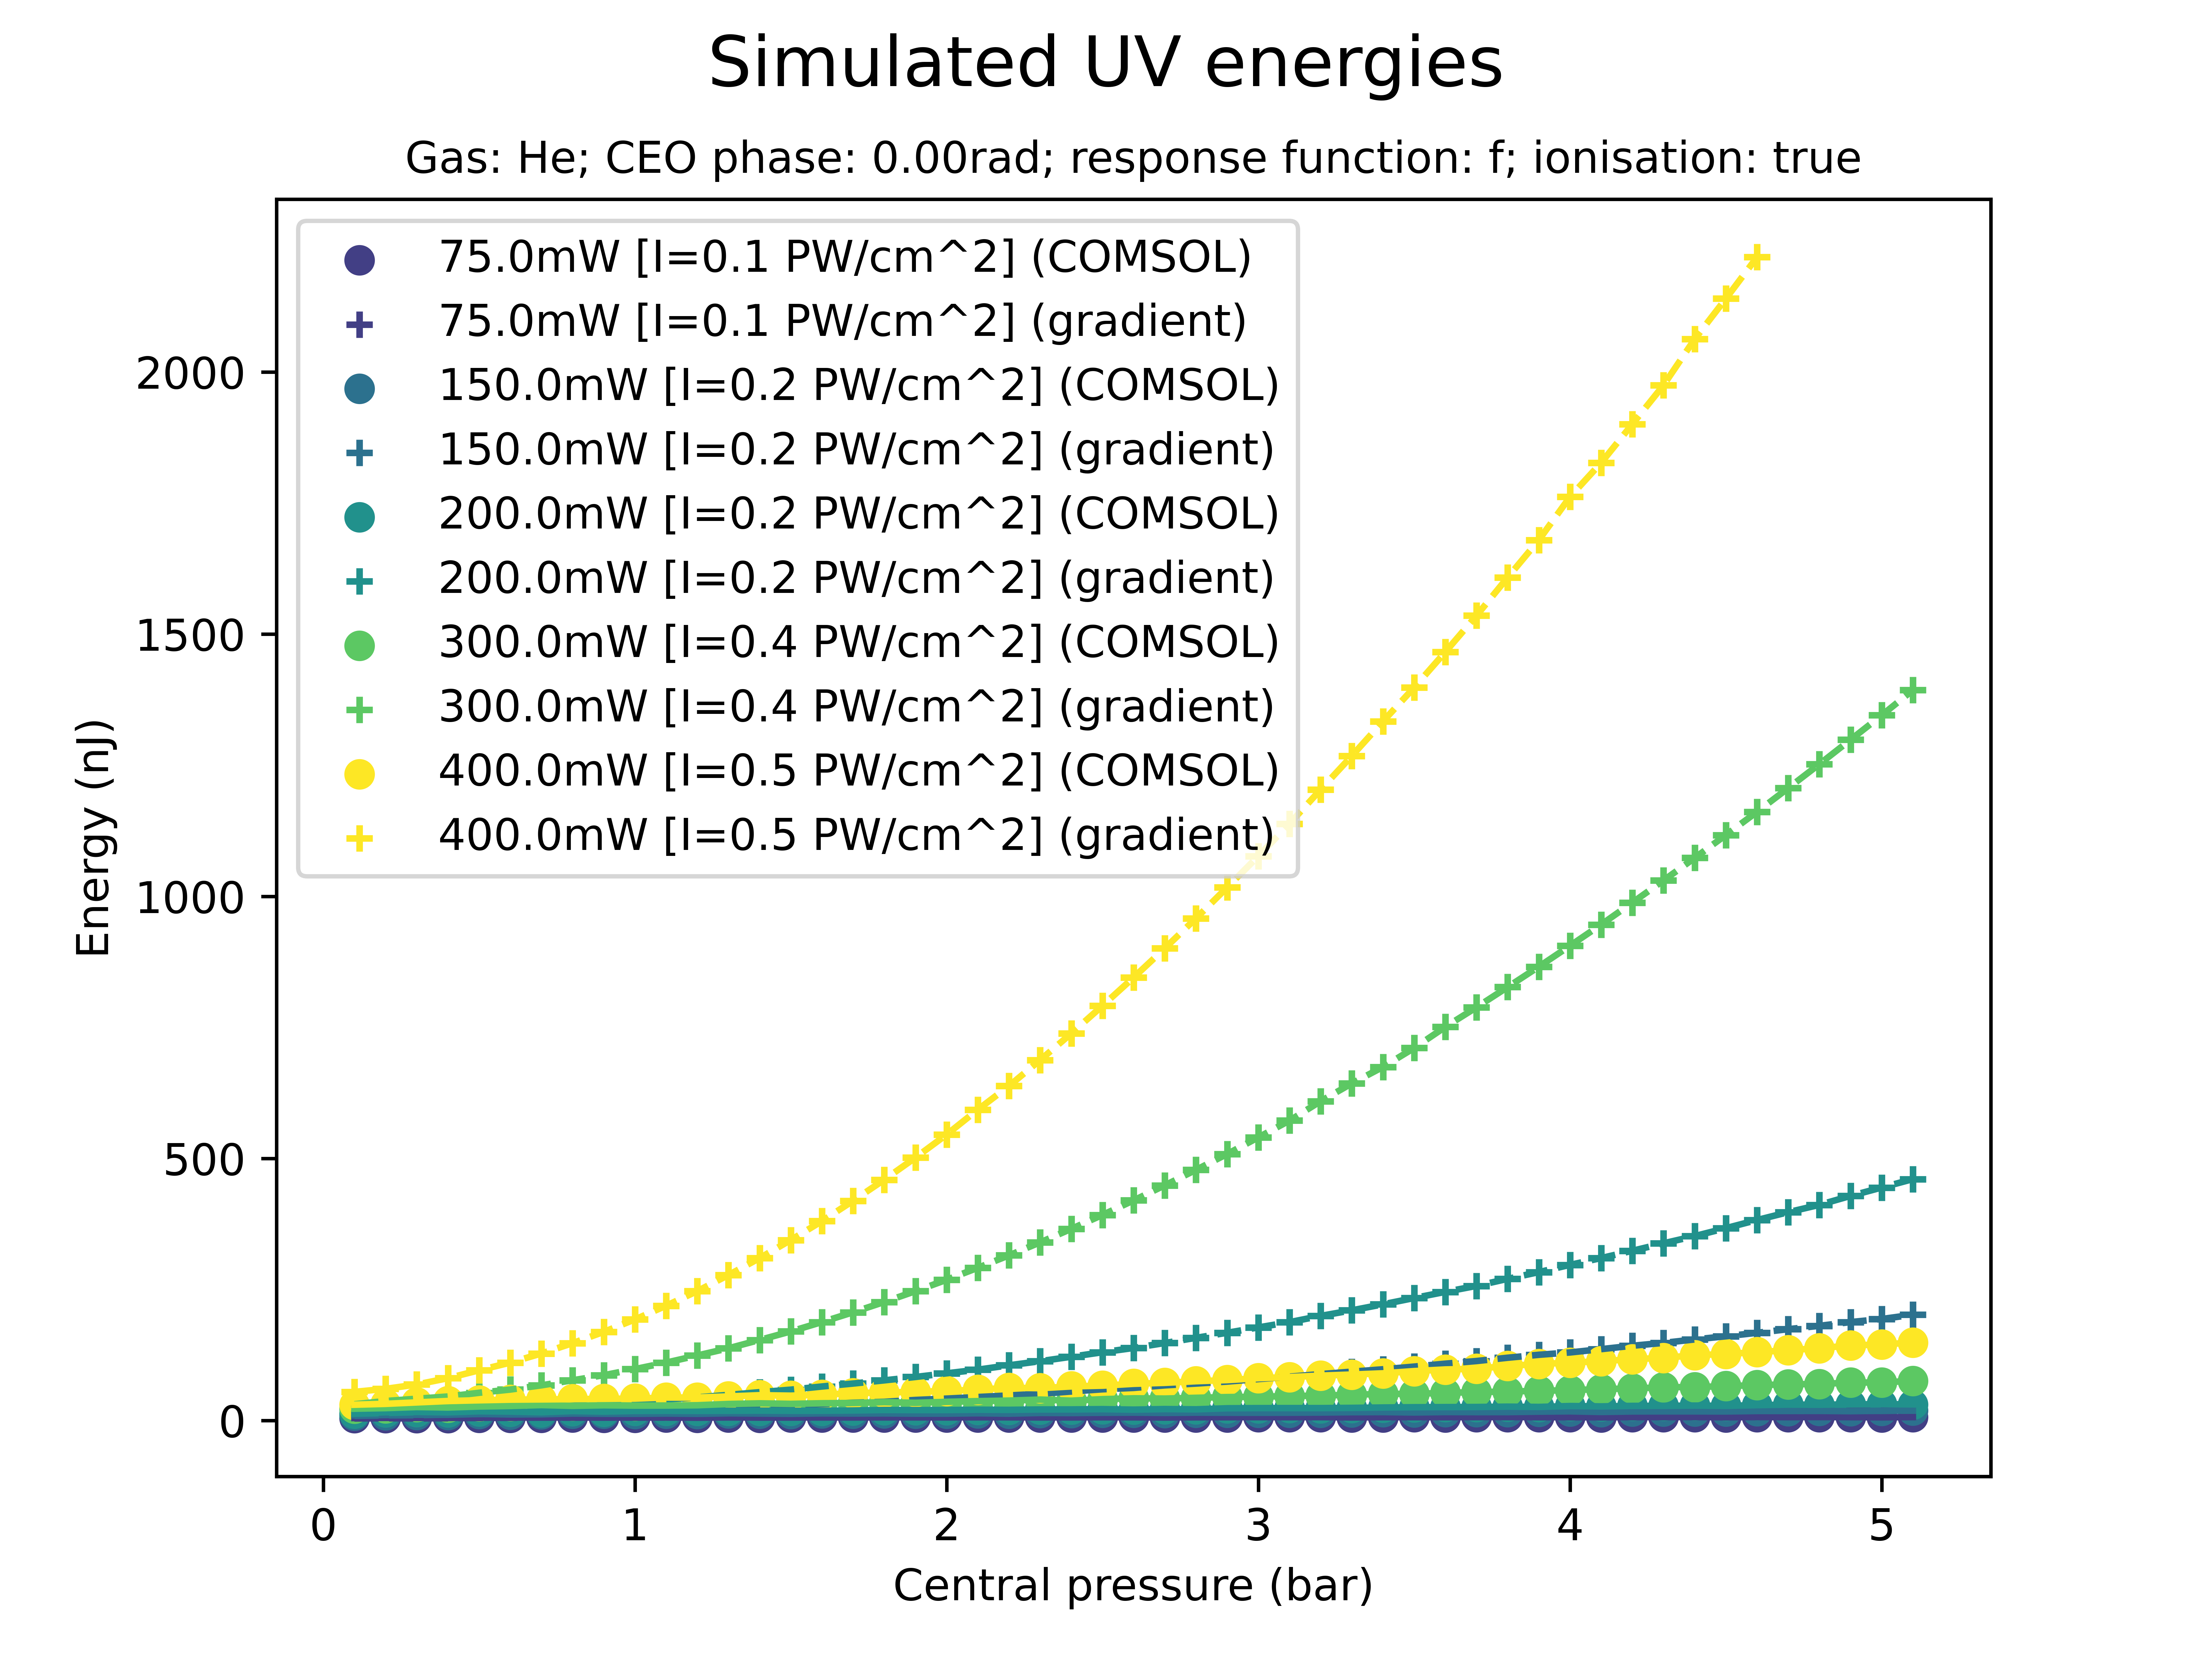 Simulated UV energies
Gas: He; CEO phase: 0.00rad; response function: f; ionisation: true
75.0mW [I=0.1 PW/cm^2] (COMSOL)
75.0mW [I=0.1 PW/cm^2] (gradient)
150.0mW [I=0.2 PW/cm^2] (COMSOL)
150.0mW [I=0.2 PW/cm^2] (gradient)
200.0mW [I=0.2 PW/cm^2] (COMSOL)
200.0mW [I=0.2 PW/cm^2] (gradient)
300.0mW [I=0.4 PW/cm^2] (COMSOL)
300.0mW [I=0.4 PW/cm^2] (gradient)
400.0mW [I=0.5 PW/cm^2] (COMSOL)
400.0mW [I=0.5 PW/cm^2] (gradient)
2000
1500
1000
500
0
Energy (nJ)
0 1 2 3 4 5
Central pressure (bar)